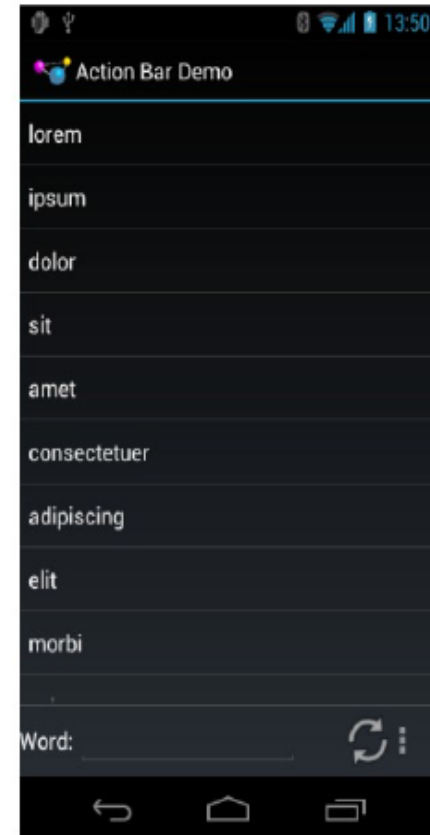 13:50
Action Bar Demo
lorem
ipsum
dolor
sit
amet
consectetuer
adipiscing
elit
morbi
Word: